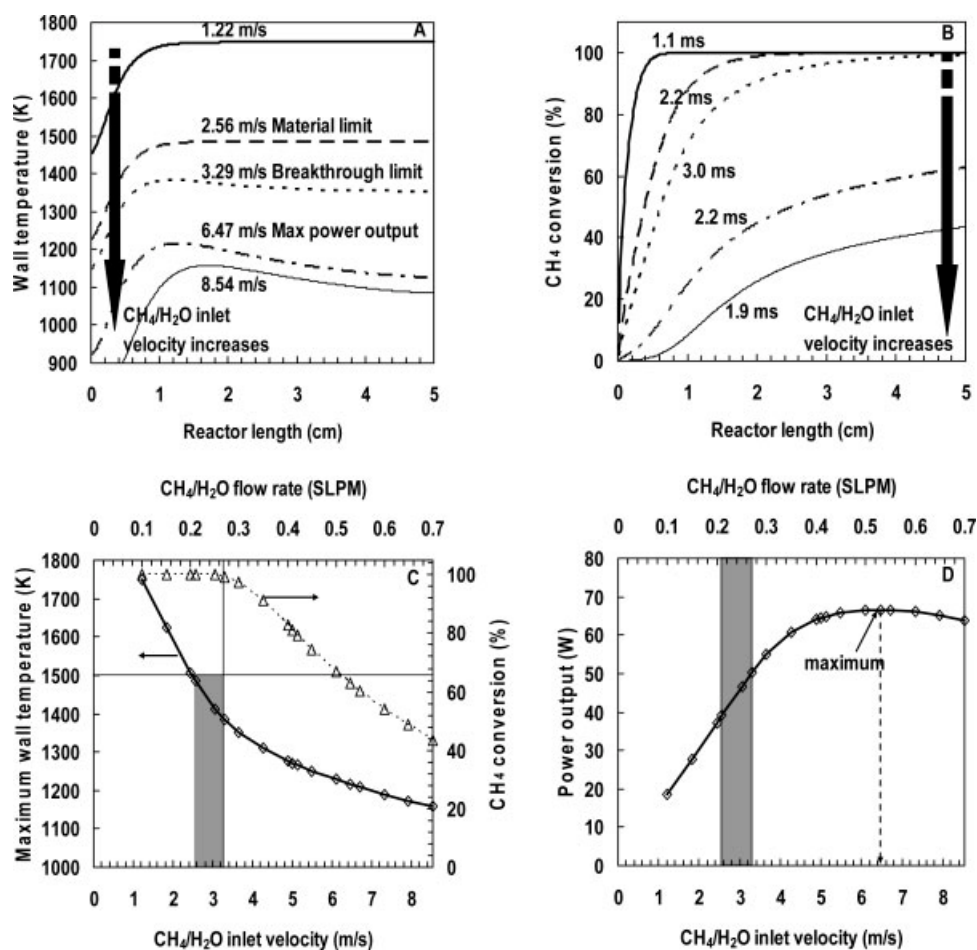 A
1.22 m/s
2.56 m/s Material limit
3.29 m/s Breakthrough limit
6.47 m/s Max power output
8.54 m/s
CH4/H2O inlet
velocity increases
Wall temperature (K)
1800
1700
1600
1500
1400
1300
1200
1100
1000
900
0 1 2 3 4 5
Reactor length (cm)
B
1.1 ms
2.2 ms
3.0 ms
2.2 ms
1.9 ms
CH4/H2O inlet
velocity increases
CH4 conversion (%)
100
80
60
40
20
0
0 1 2 3 4 5
Reactor length (cm)
CH4/H2O flow rate (SLPM)
0 0.1 0.2 0.3 0.4 0.5 0.6 0.7
C
Maximum wall temperature (K)
1800
1700
1600
1500
1400
1300
1200
1100
1000
CH4 conversion (%)
100
80
60
40
20
0
0 1 2 3 4 5 6 7 8
CH4/H2O inlet velocity (m/s)
CH4/H2O flow rate (SLPM)
0 0.1 0.2 0.3 0.4 0.5 0.6 0.7
D
maximum
Power output (W)
80
70
60
50
40
30
20
10
0
0 1 2 3 4 5 6 7 8
CH4/H2O inlet velocity (m/s)